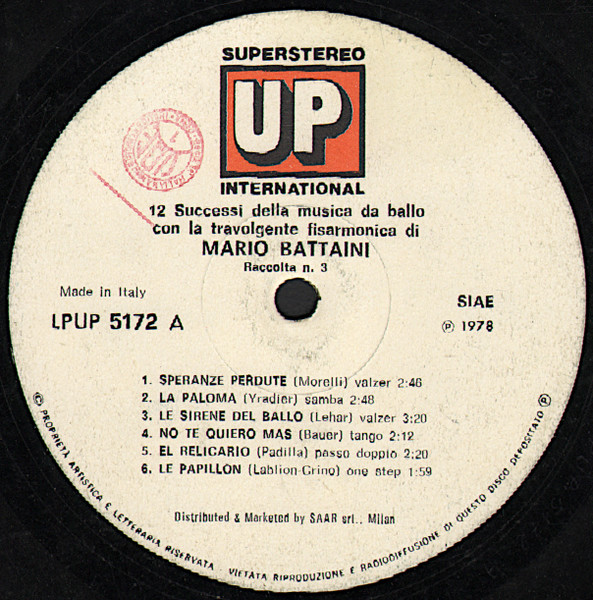 SUPERSTEREO
UP
INTERNATIONAL
12 Successi della musica da ballo
con la travolgente fisarmonica di
MARIO BATTAINI
Raccolta n. 3
Made in Italy
SIAE
LPUP 5172 A
Ⓟ 1978
1. SPERANZE PERDUTE (Morelli) valzer 2:46
2. LA PALOMA (Yradier) samba 2:48
3. LE SIRENE DEL BALLO (Lehar) valzer 3:20
4. NO TE QUIERO MAS (Bauer) tango 2:12
5. EL RELICARIO (Padilla) passo doppio 2:20
6. LE PAPILLON (Lablion-Grino) one step 1:59
Distributed & Marketed by SAAR srl., Milan
© PROPRIETÀ ARTISTICA E LETTERARIA RISERVATA - VIETATA RIPRODUZIONE E RADIODIFFUSIONE DI QUESTO DISCO DEPOSITATO Ⓟ